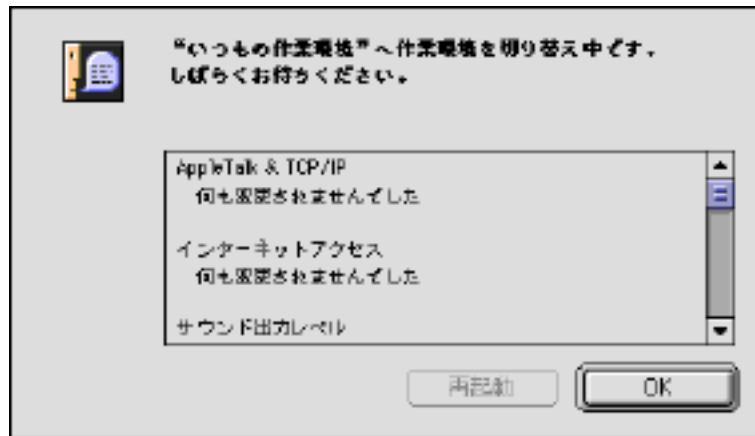 “いつもの作業環境”へ作業環境を切り替え中です．
しばらくお待ちください。
AppleTalk & TCP/IP
何も変更されませんでした
インターネットアクセス
何も変更されませんでした
サウンド出力レベル
再起動
OK